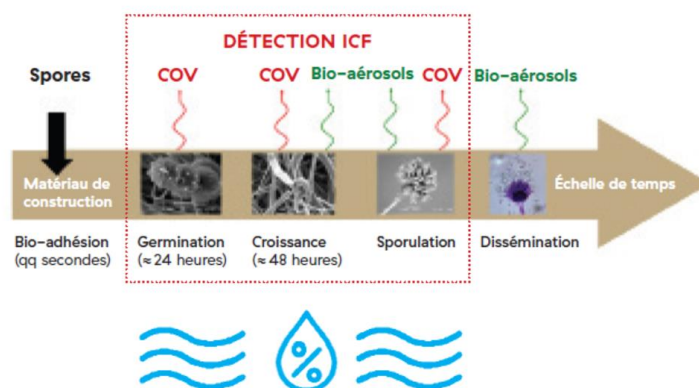 DÉTECTION ICF
Spores
COV
COV
Bio-aérosols
COV
Bio-aérosols
Matériau de
construction
Échelle de temps
Bio-adhésion
(qq secondes)
Germination
(≈ 24 heures)
Croissance
(≈ 48 heures)
Sporulation
Dissémination
%